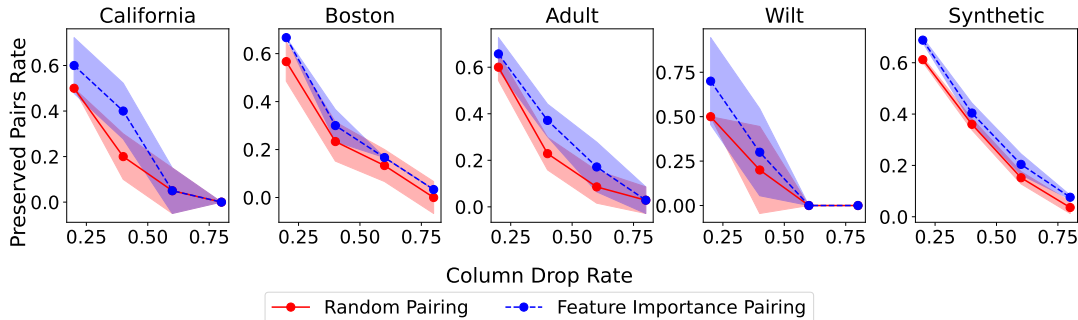 California Boston Adult Wilt Synthetic
Preserved Pairs Rate
0.6
0.4
0.2
0.0
0.25 0.50 0.75
0.6
0.4
0.2
0.0
0.25 0.50 0.75
0.6
0.4
0.2
0.0
0.25 0.50 0.75
0.75
0.50
0.25
0.00
0.25 0.50 0.75
0.6
0.4
0.2
0.0
0.25 0.50 0.75
Column Drop Rate
Random Pairing Feature Importance Pairing